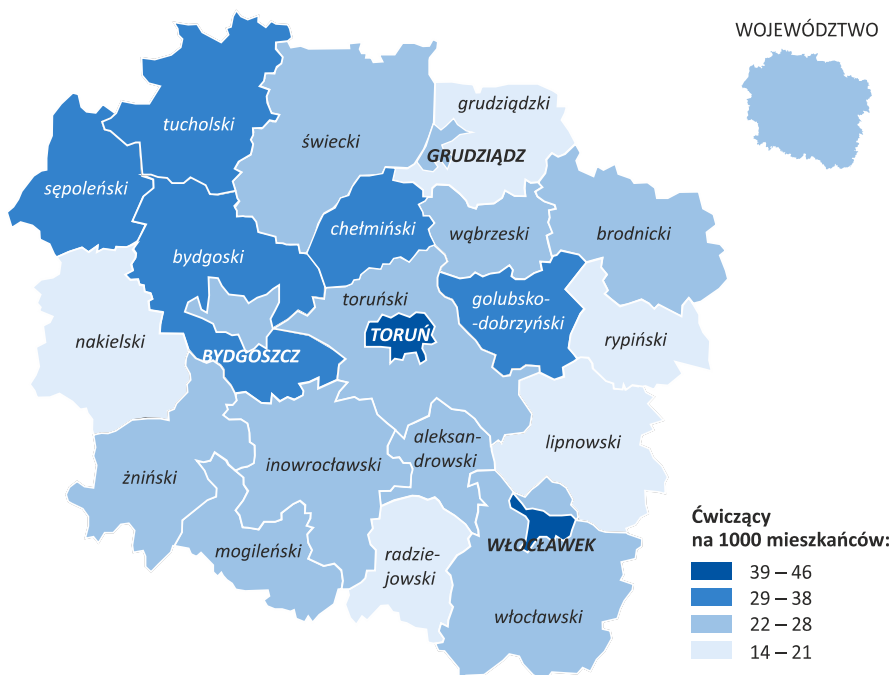 WOJEWÓDZTWO
grudziądzki
tucholski
świecki
GRUDZIĄDZ
sępoleński
chełmiński
wąbrzeski
brodnicki
bydgoski
toruński
golubsko-
-dobrzyński
TORUŃ
nakielski
rypiński
BYDGOSZCZ
aleksan-
drowski
lipnowski
żniński
inowrocławski
mogileński
radzie-
jowski
WŁOCŁAWEK
włocławski
Ćwiczący
na 1000 mieszkańców:
39 – 46
29 – 38
22 – 28
14 – 21